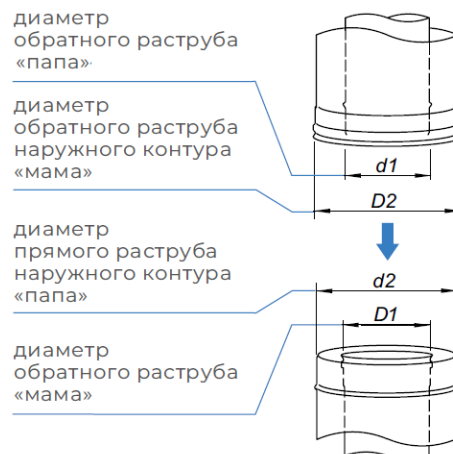 диаметр
обратного раструба
«папа»
диаметр
обратного раструба
наружного контура
«мама»
d1
D2
диаметр
прямого раструба
наружного контура
«папа»
d2
D1
диаметр
обратного раструба
«мама»